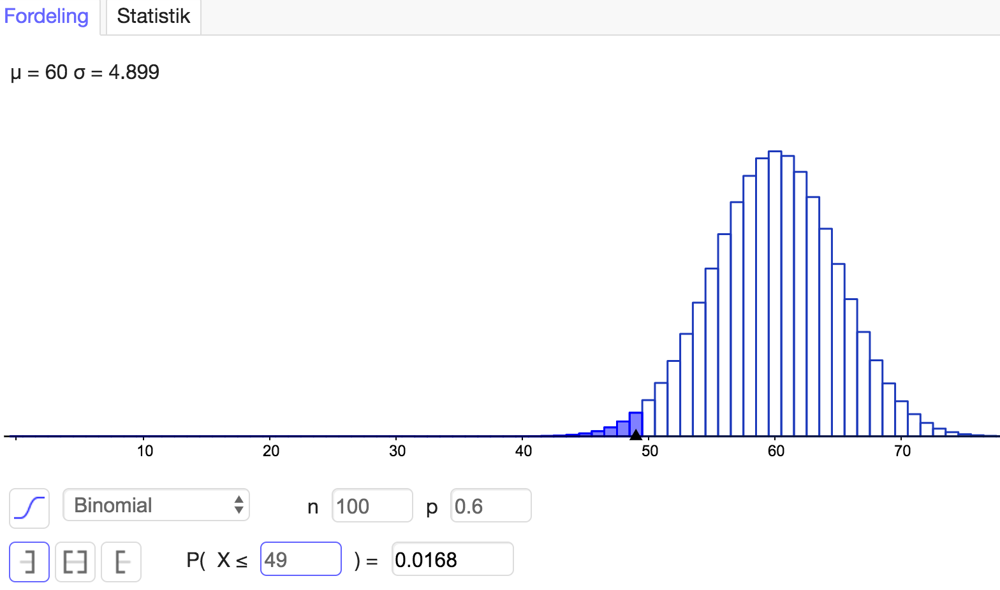 Fordeling Statistik
μ = 60 σ = 4.899
10 20 30 40 50 60 70
Binomial n 100 p 0.6
P( X ≤ 49 ) = 0.0168